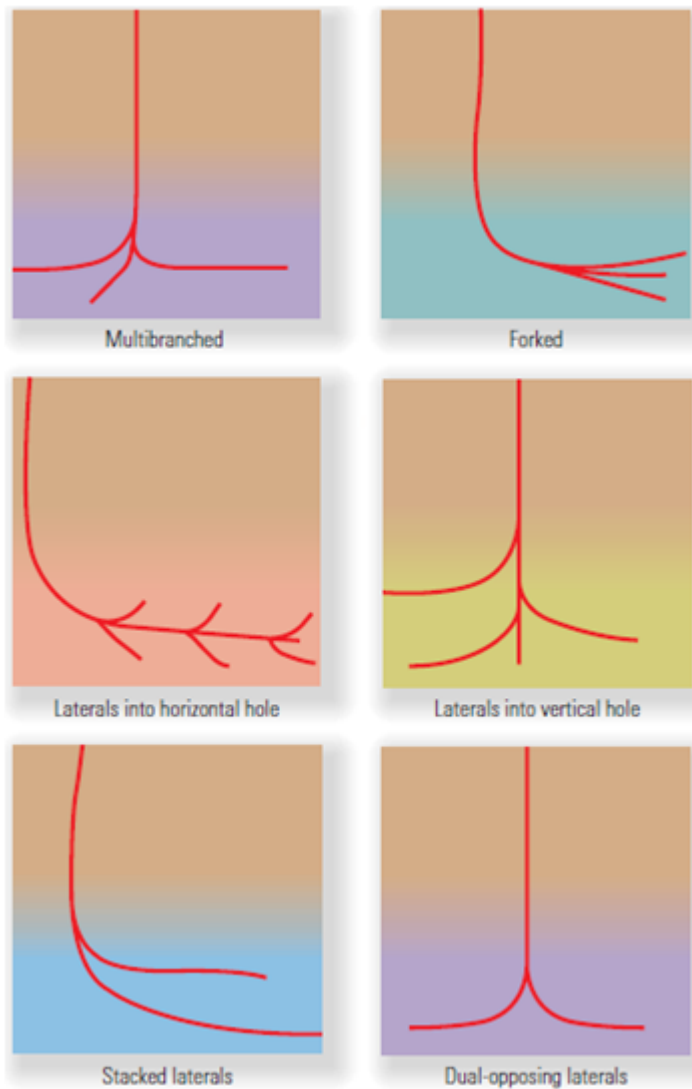 Multibranched
Forked
Laterals into horizontal hole
Laterals into vertical hole
Stacked laterals
Dual-opposing laterals